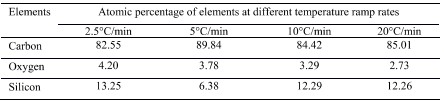 Elements Atomic percentage of elements at different temperature ramp rates
2.5°C/min 5°C/min 10°C/min 20°C/min
Carbon 82.55 89.84 84.42 85.01
Oxygen 4.20 3.78 3.29 2.73
Silicon 13.25 6.38 12.29 12.26